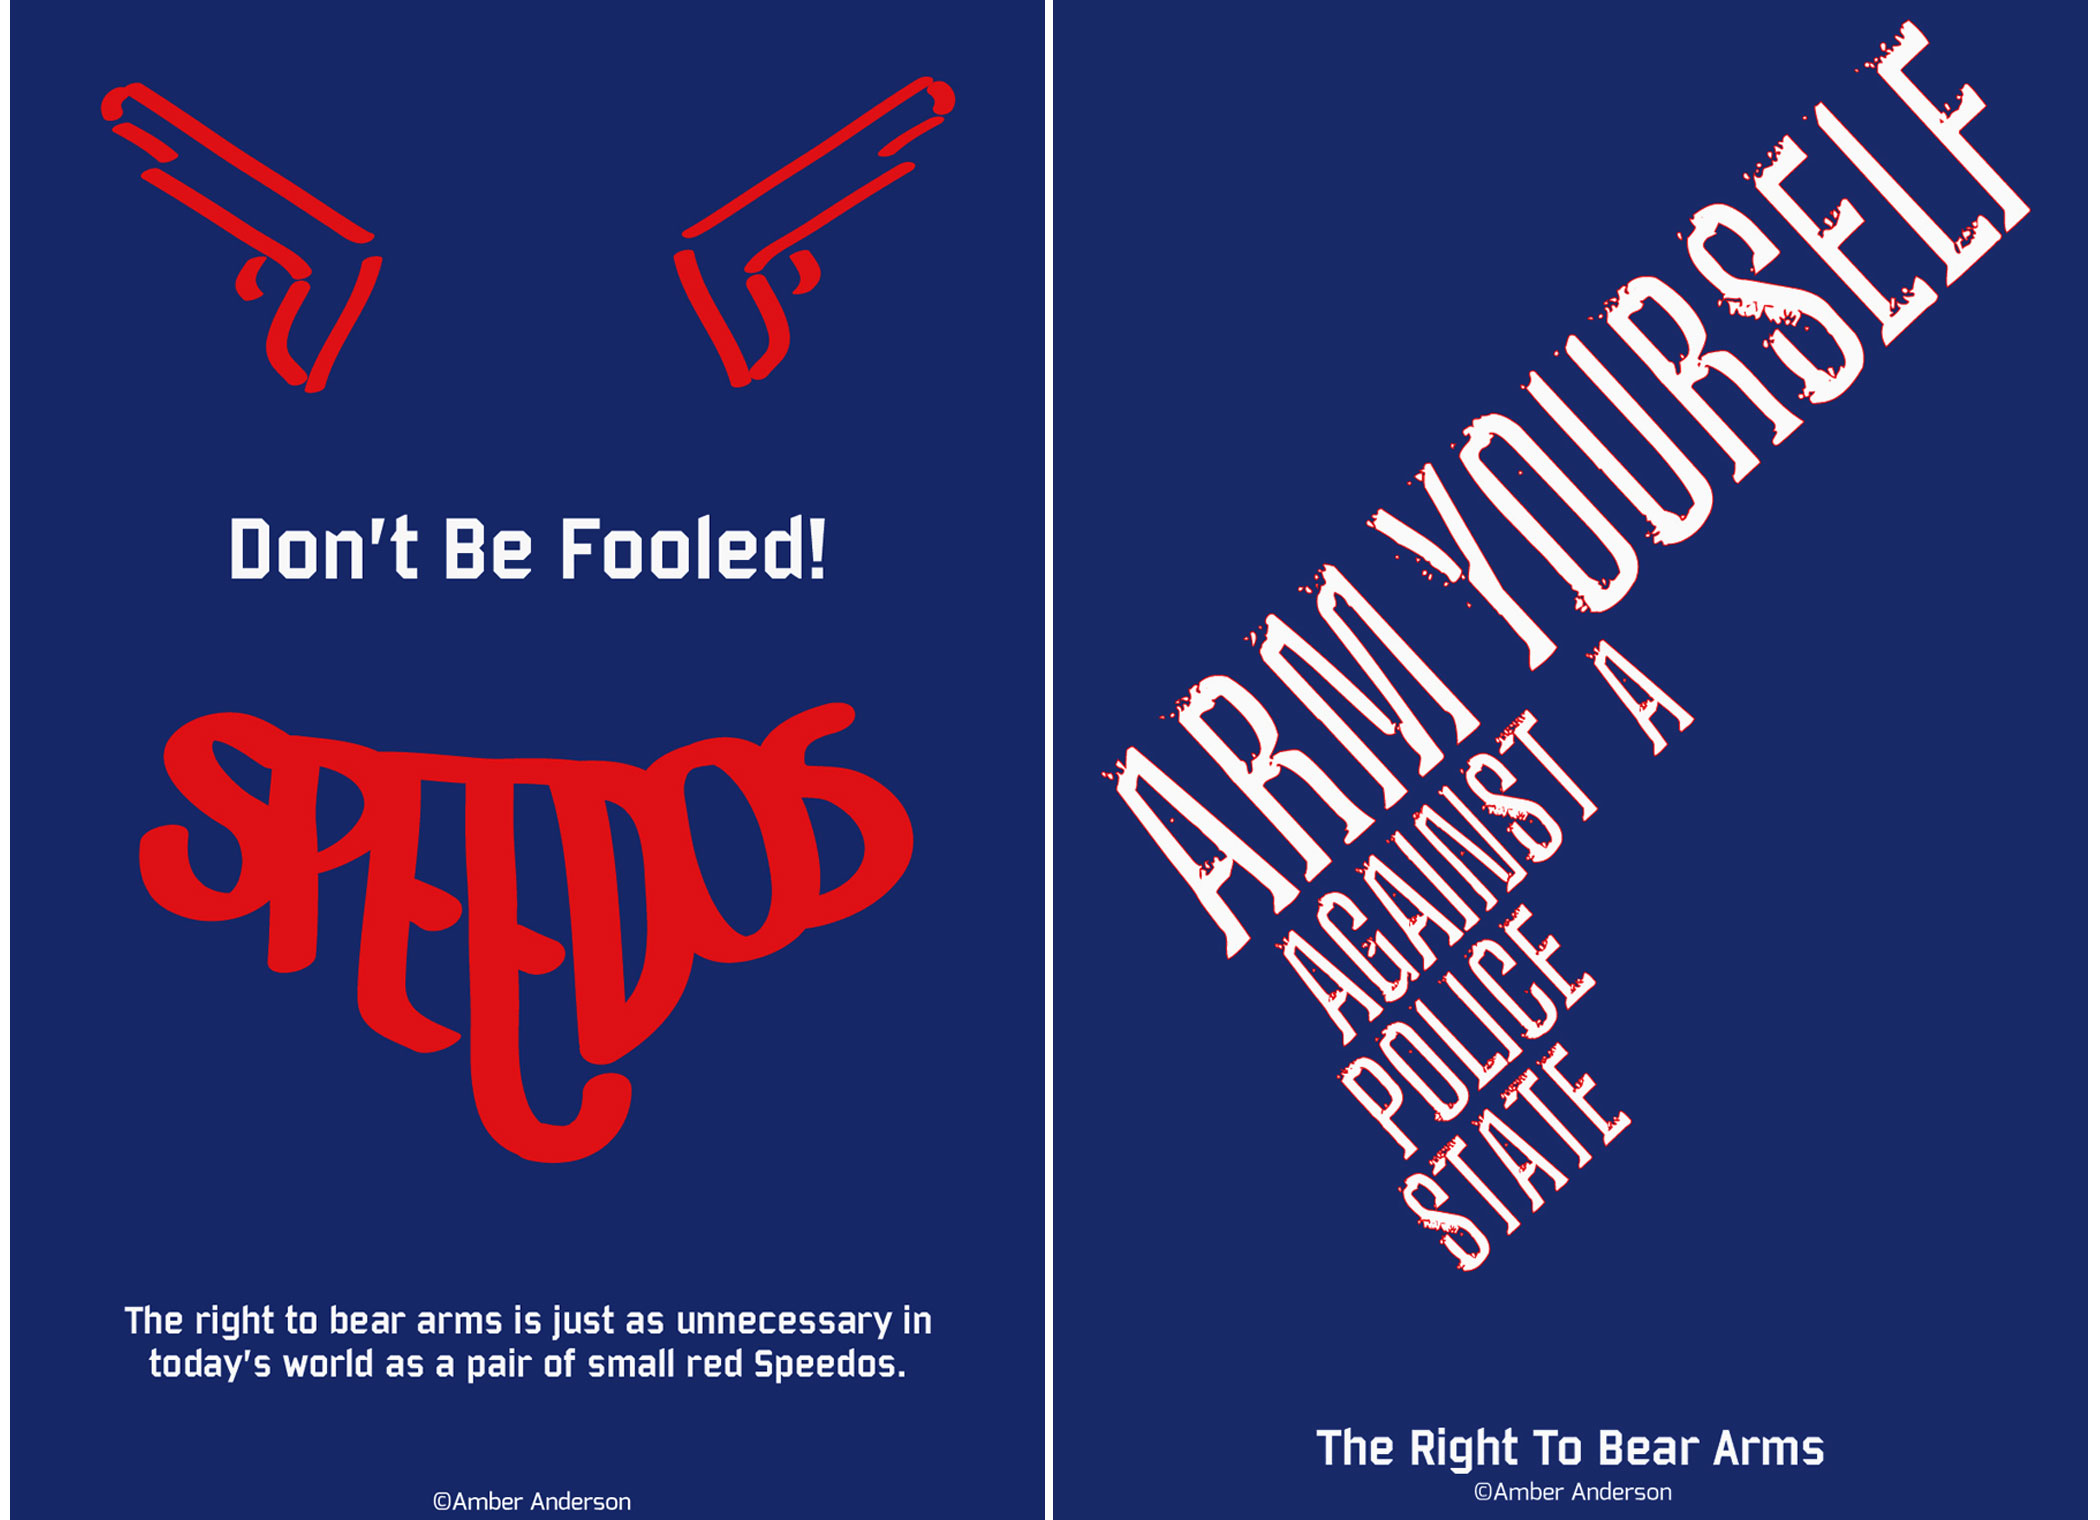 Don't Be Fooled!
SPEEDOS
The right to bear arms is just as unnecessary in
today's world as a pair of small red Speedos.
©Amber Anderson
ARM YOURSELF
AGAINST A
POLICE
STATE
The Right To Bear Arms
©Amber Anderson